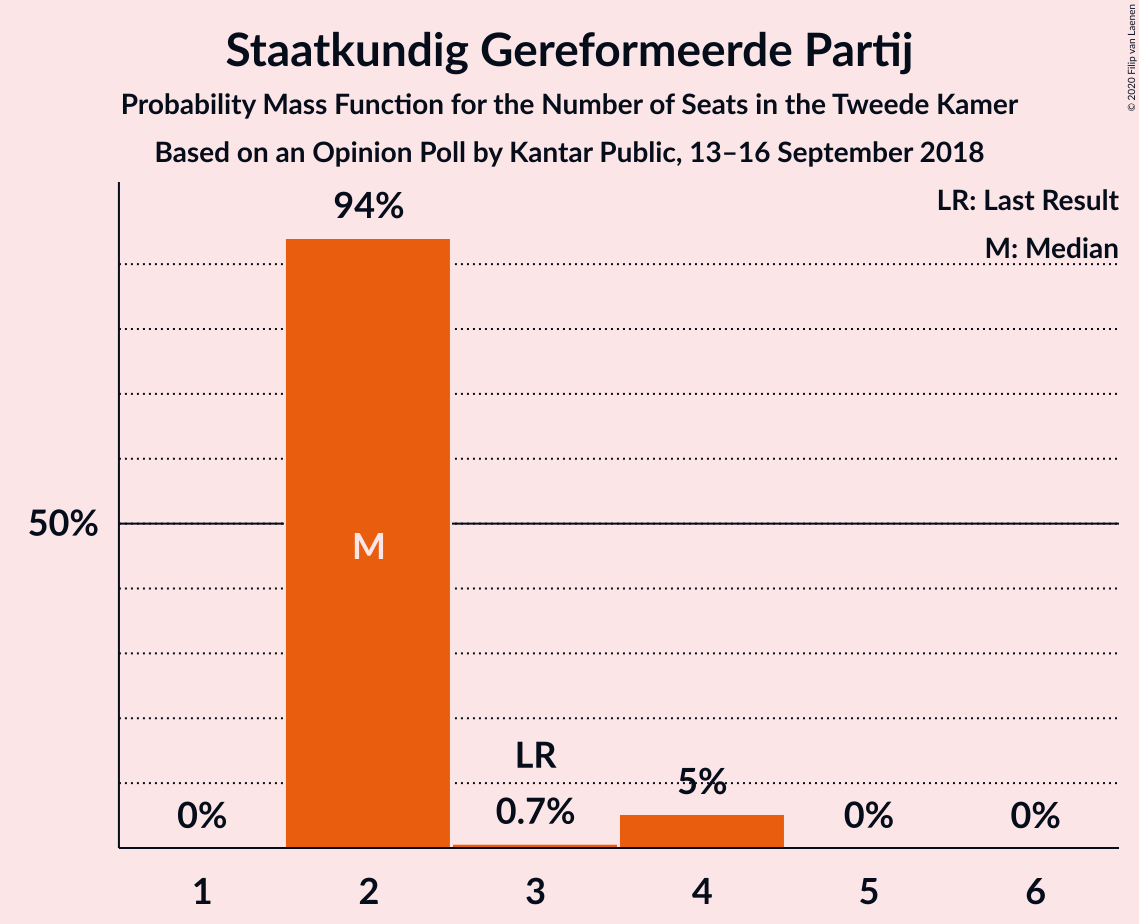 Staatkundig Gereformeerde Partij
Probability Mass Function for the Number of Seats in the Tweede Kamer
Based on an Opinion Poll by Kantar Public, 13–16 September 2018
© 2020 Filip van Laenen
LR: Last Result
M: Median
94%
50%
M
LR
0%
0.7%
5%
0%
0%
1 2 3 4 5 6